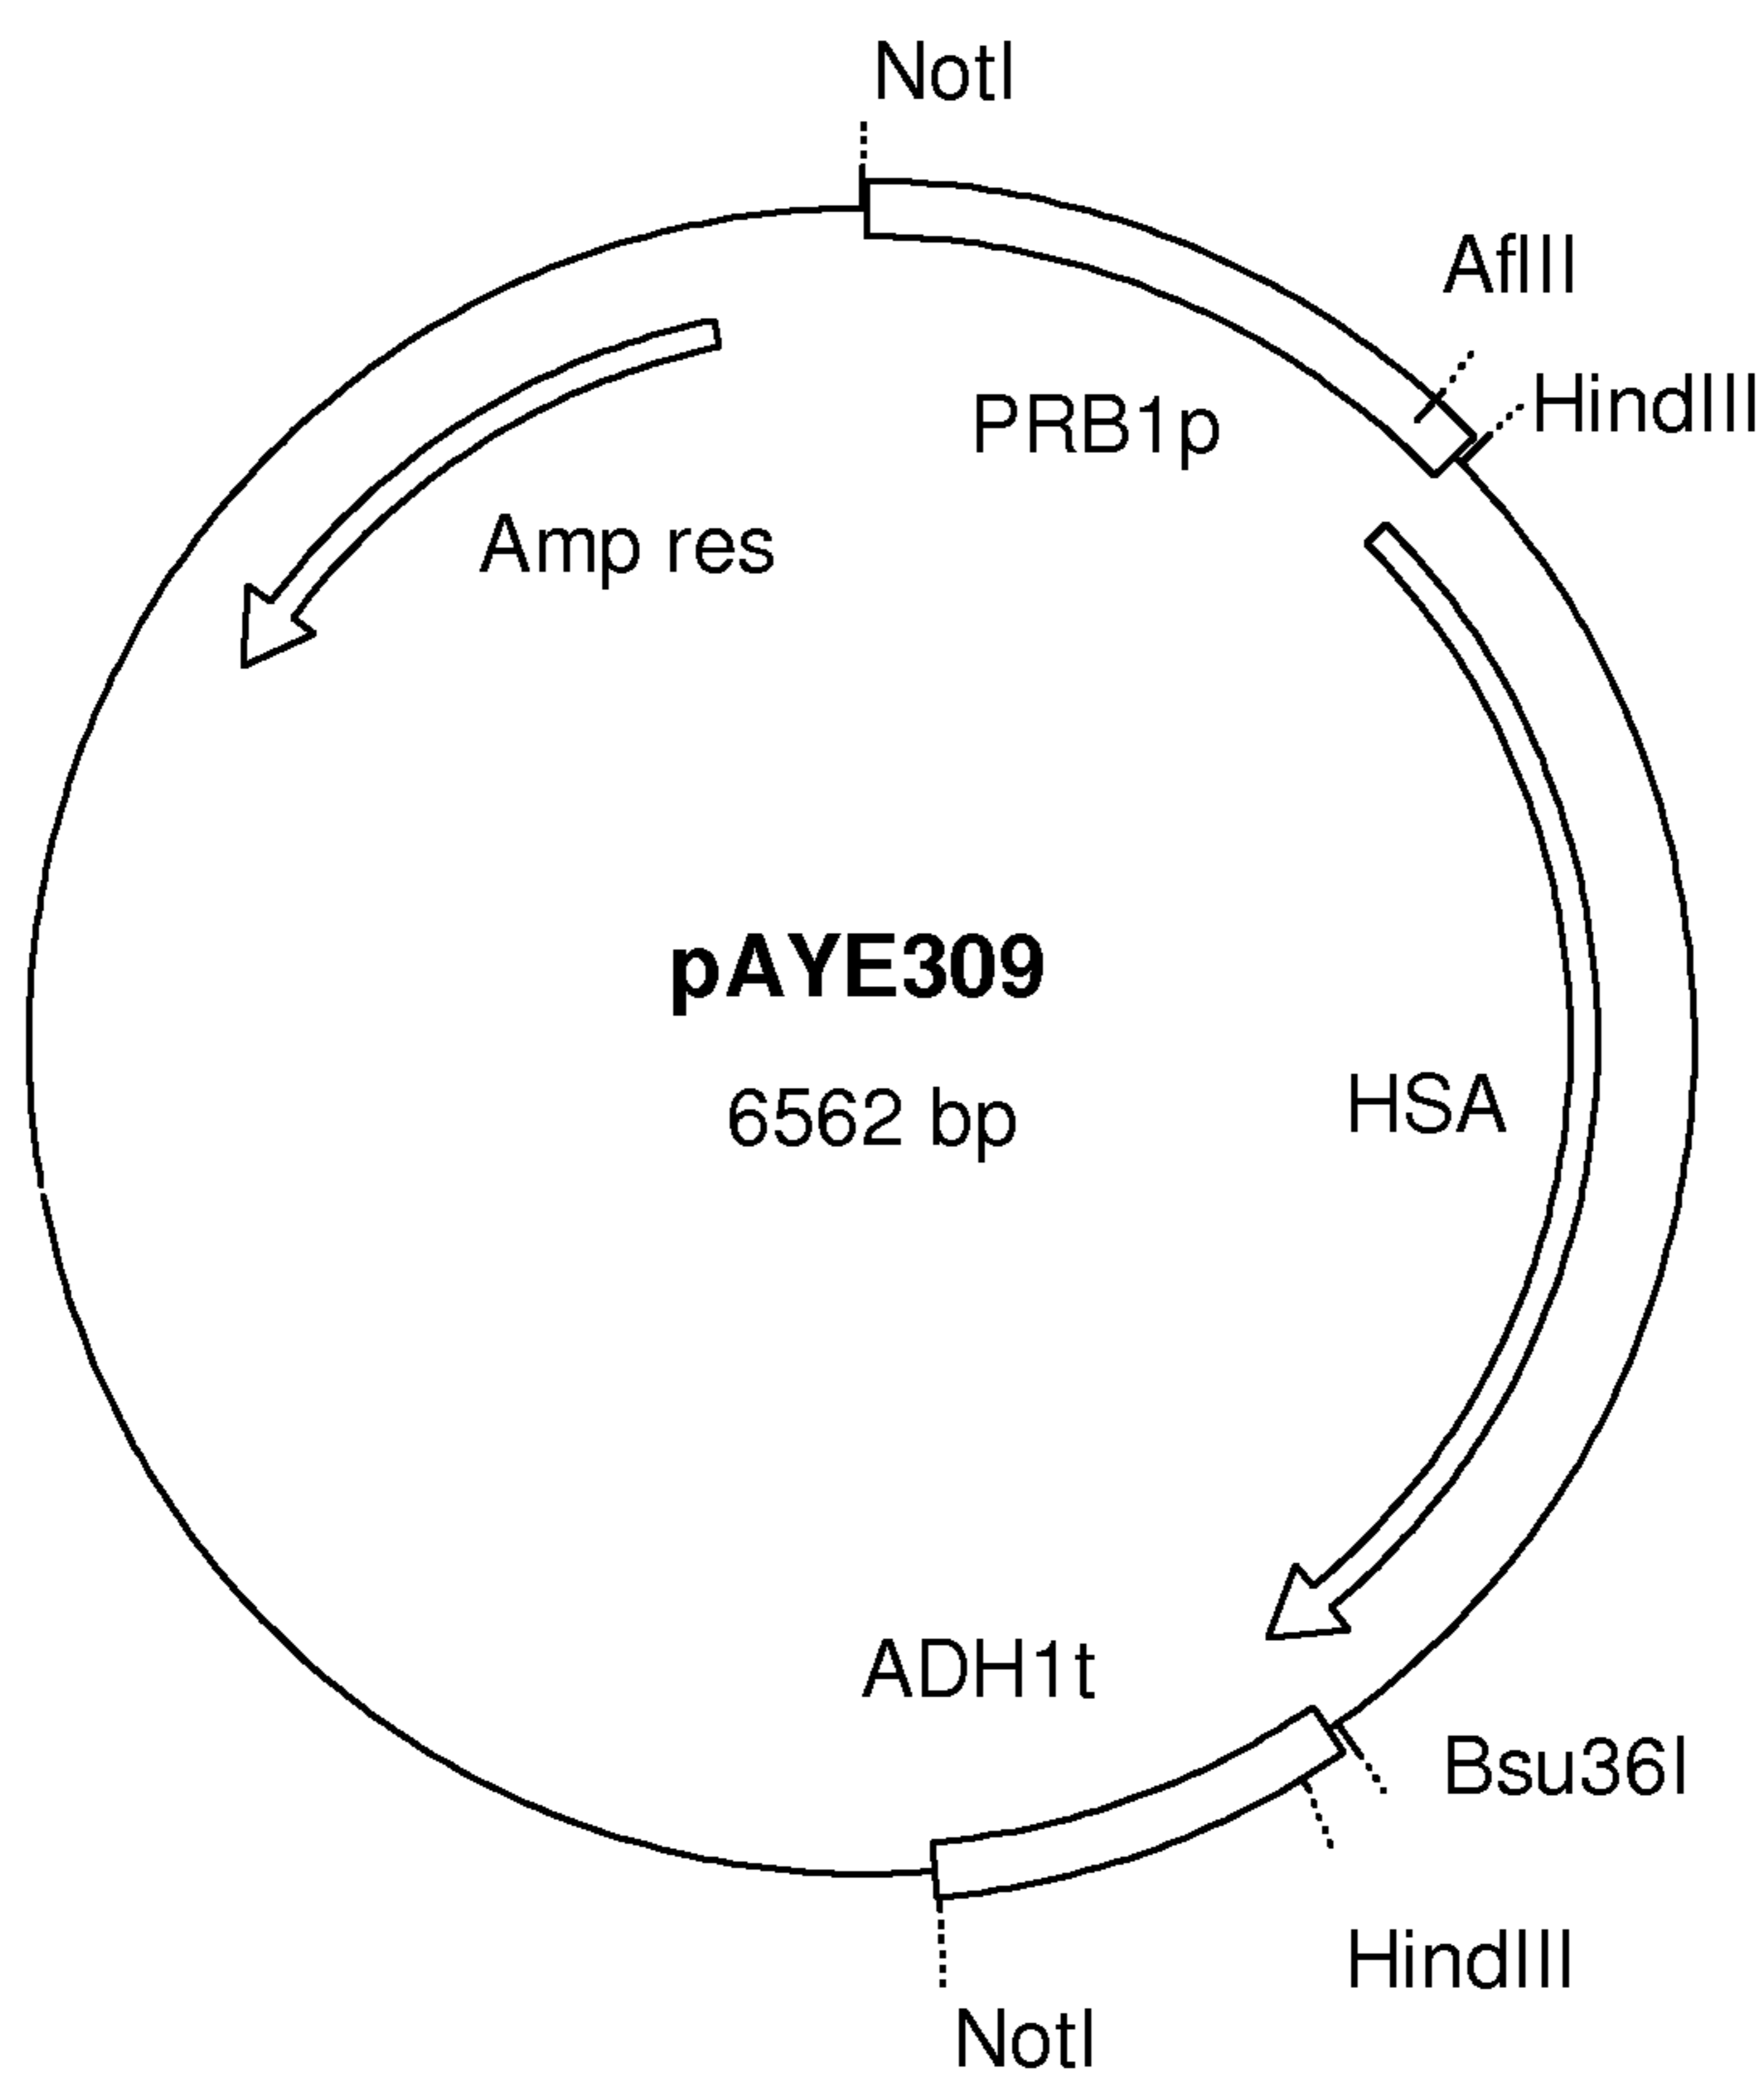 NotI
AflII
HindIII
PRB1p
Amp res
pAYE309
6562 bp
HSA
ADH1t
Bsu36I
HindIII
NotI